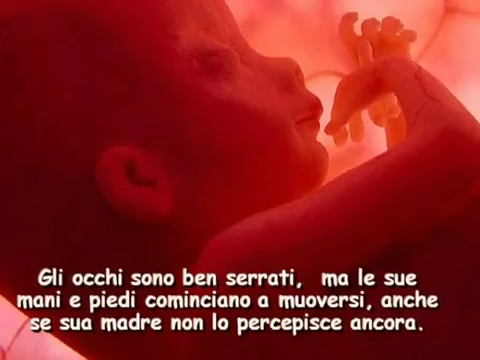 Gli occhi sono ben serrati, ma le sue
mani e piedi cominciano a muoversi, anche
se sua madre non lo percepisce ancora.